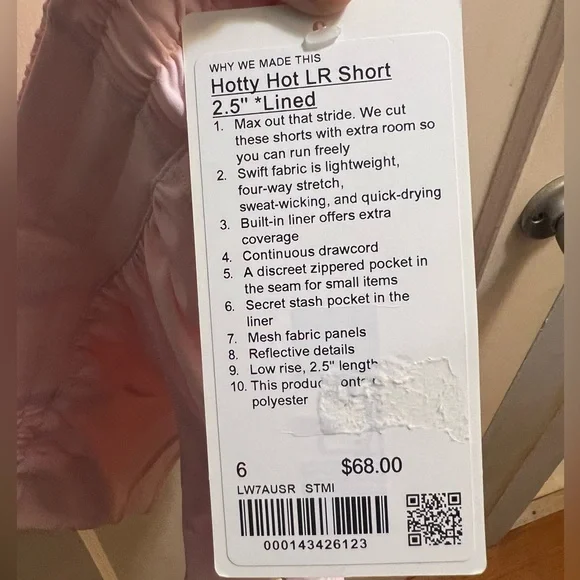 WHY WE MADE THIS
Hotty Hot LR Short
2.5" *Lined
1. Max out that stride. We cut
these shorts with extra room so
you can run freely
2. Swift fabric is lightweight,
four-way stretch,
sweat-wicking, and quick-drying
3. Built-in liner offers extra
coverage
4. Continuous drawcord
5. A discreet zippered pocket in
the seam for small items
6. Secret stash pocket in the
liner
7. Mesh fabric panels
8. Reflective details
9. Low rise, 2.5" length
10. This
polyester
6 $68.00
LW7AUSR STMI
000143426123